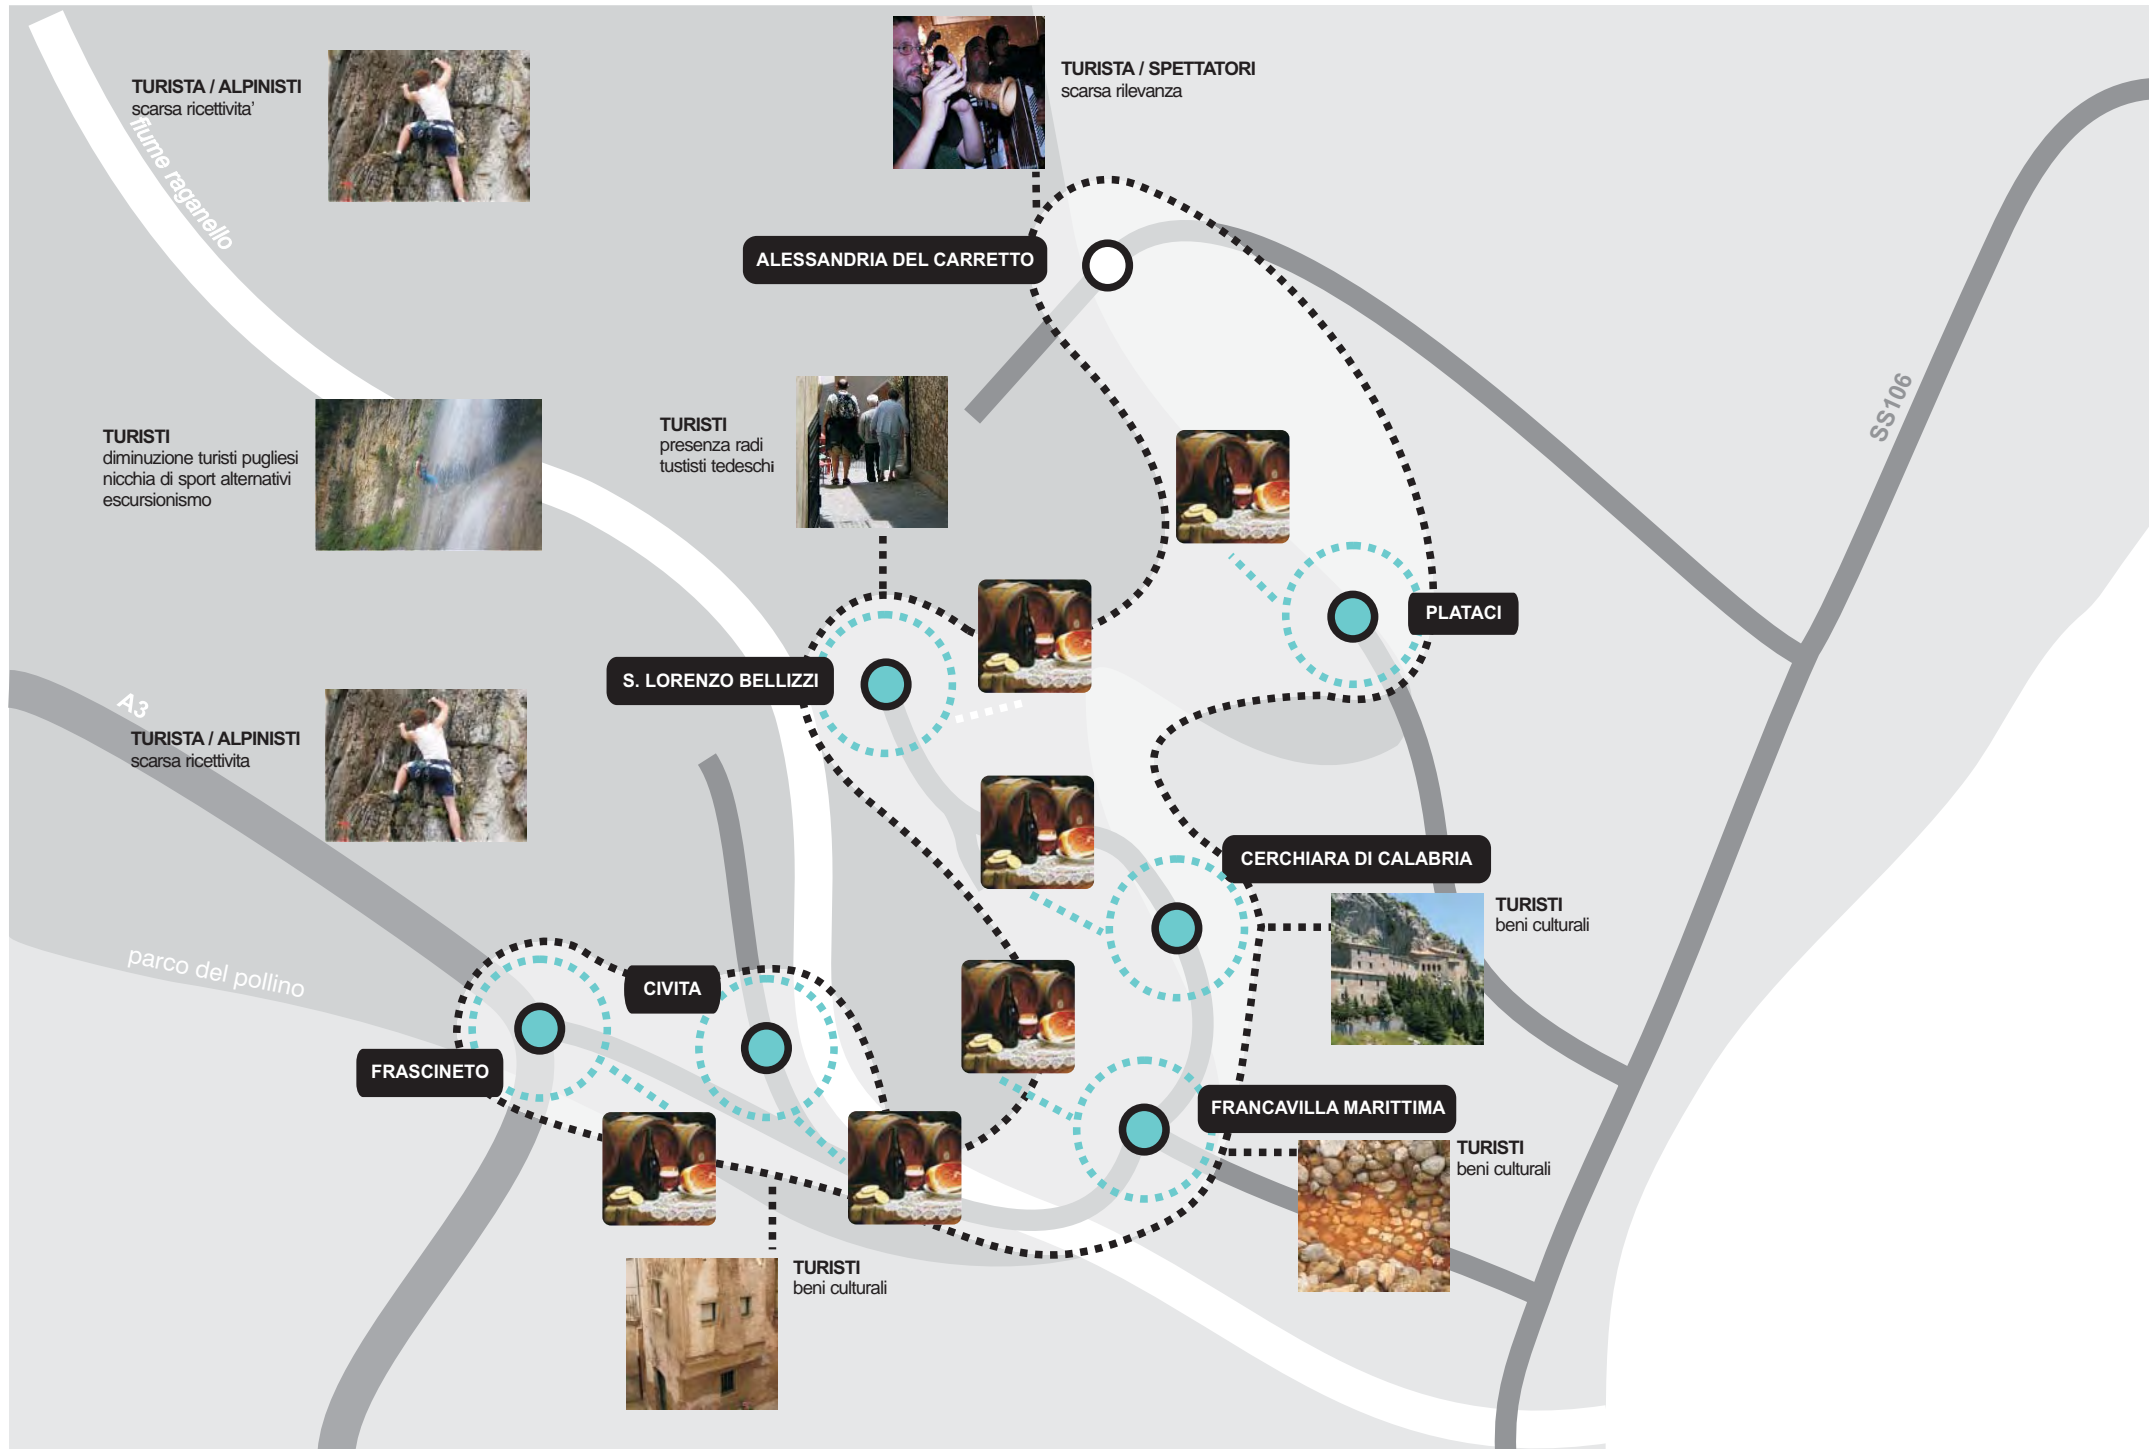 TURISTA / ALPINISTI
scarsa ricettivita'
fiume raganello
TURISTA / SPETTATORI
scarsa rilevanza
ALESSANDRIA DEL CARRETTO
SS106
TURISTI
diminuzione turisti pugliesi
nicchia di sport alternativi
escursionismo
TURISTI
presenza radi
tustisti tedeschi
PLATACI
S. LORENZO BELLIZZI
A3
TURISTA / ALPINISTI
scarsa ricettivita
CERCHIARA DI CALABRIA
TURISTI
beni culturali
parco del pollino
CIVITA
FRASCINETO
FRANCAVILLA MARITTIMA
TURISTI
beni culturali
TURISTI
beni culturali